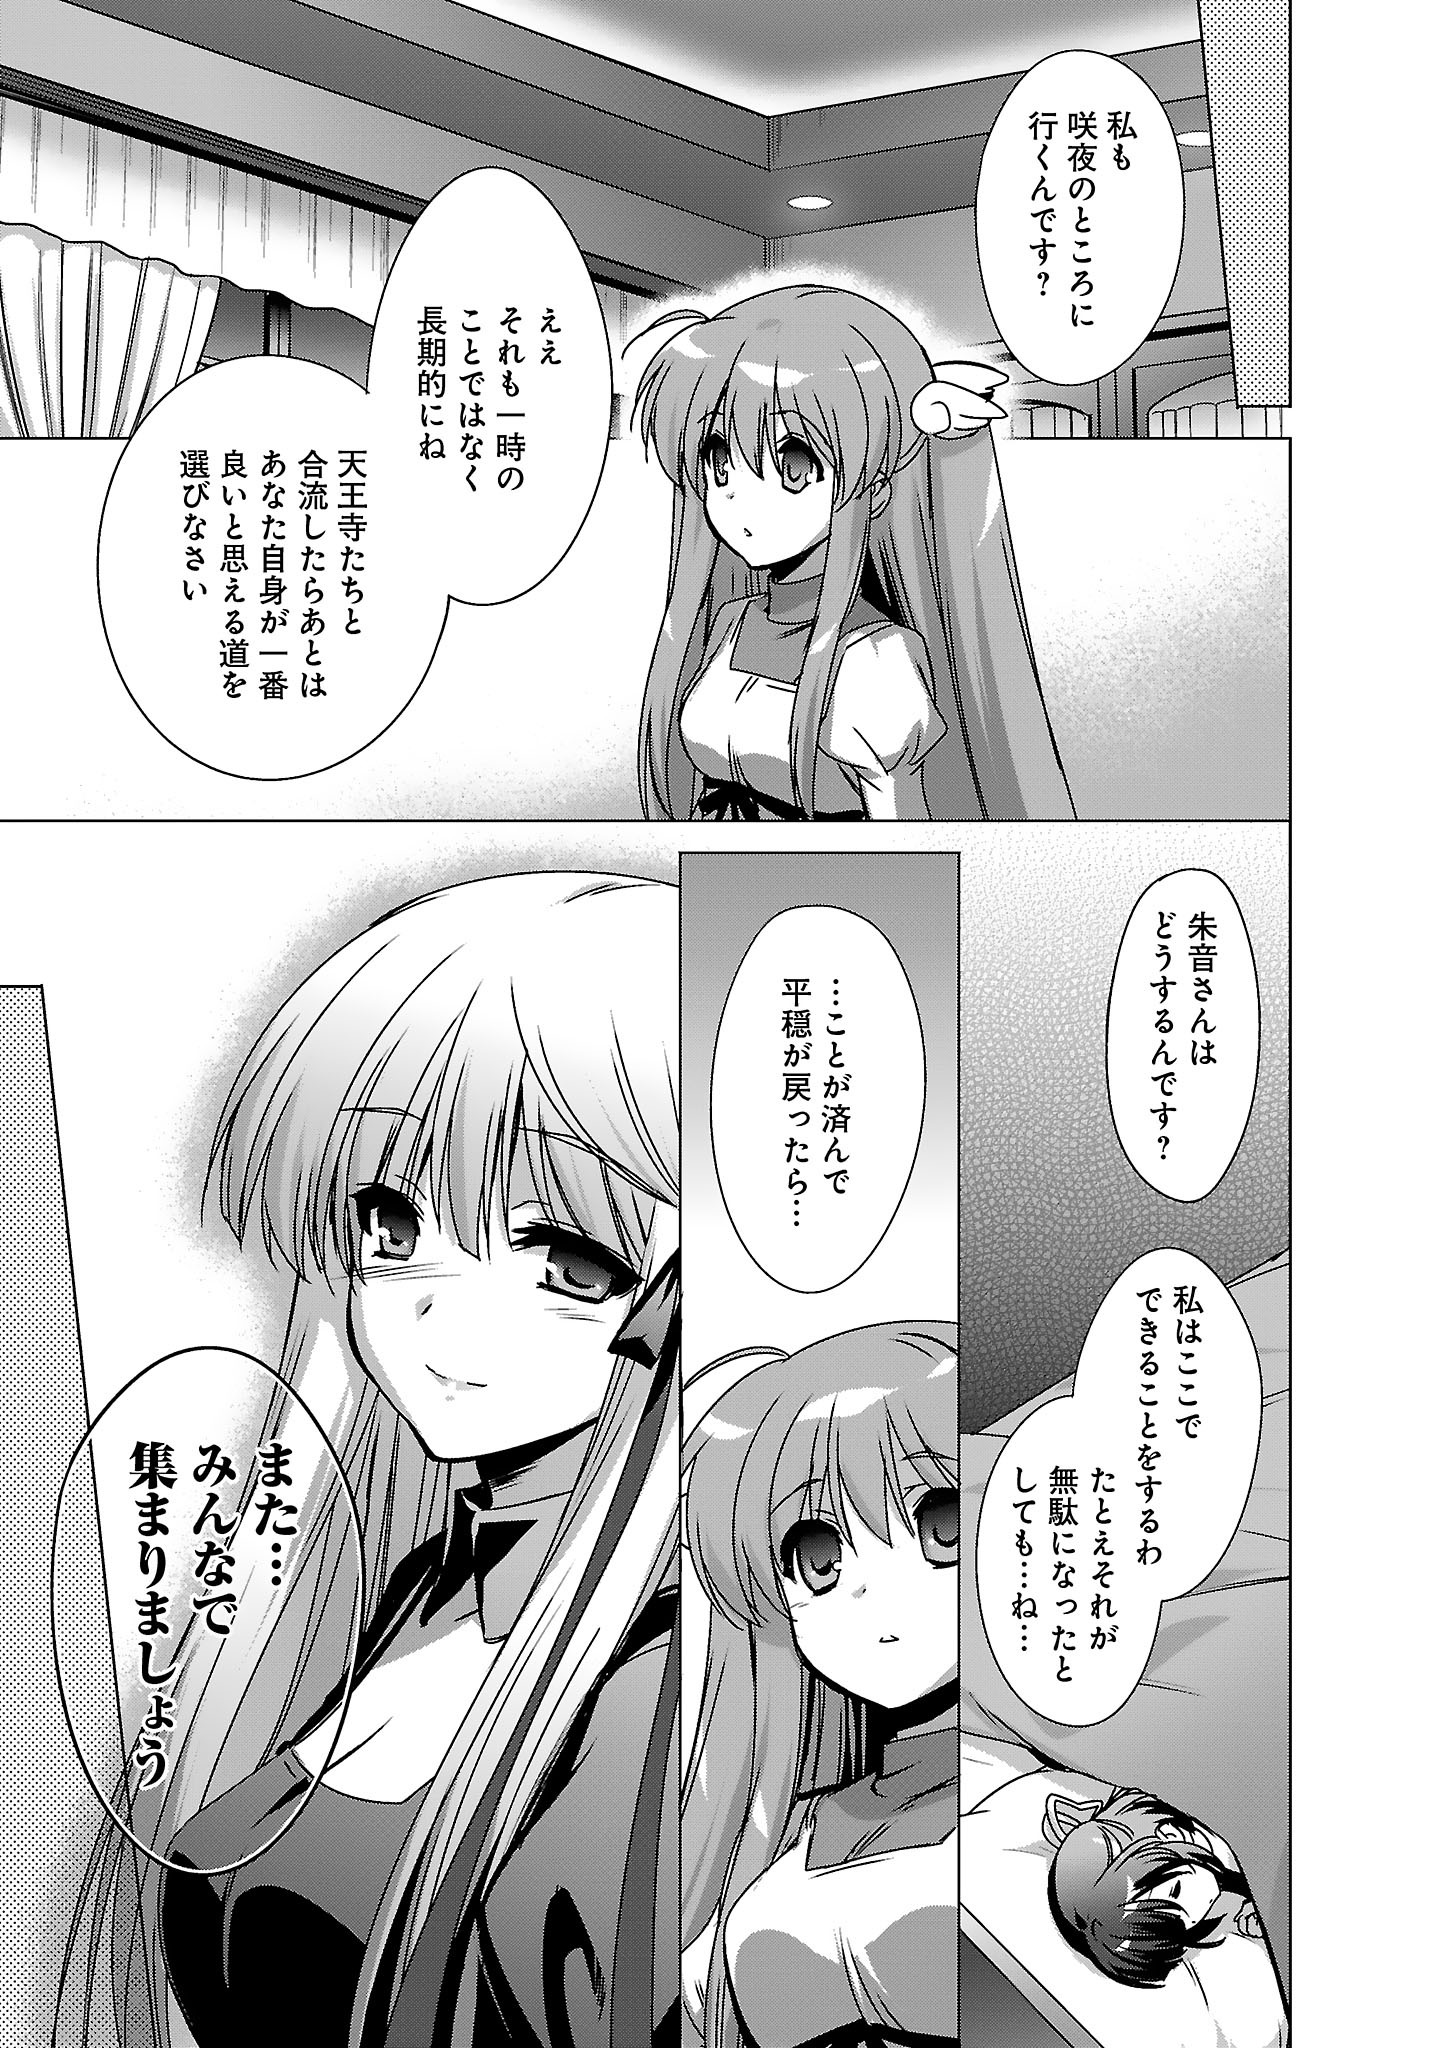 私も
咲夜のところに
行くんです?
ええ
それも一時の
ことではなく
長期的にね
天王寺たちと
合流したらあとは
あなた自身が一番
良いと思える道を
選びなさい
朱音さんは
どうするんです?
私はここで
できることをするわ
たとえそれが
無駄になったと
しても…ね…
…ことが済んで
平穏が戻ったら…
また…
みんなで
集まりましょう